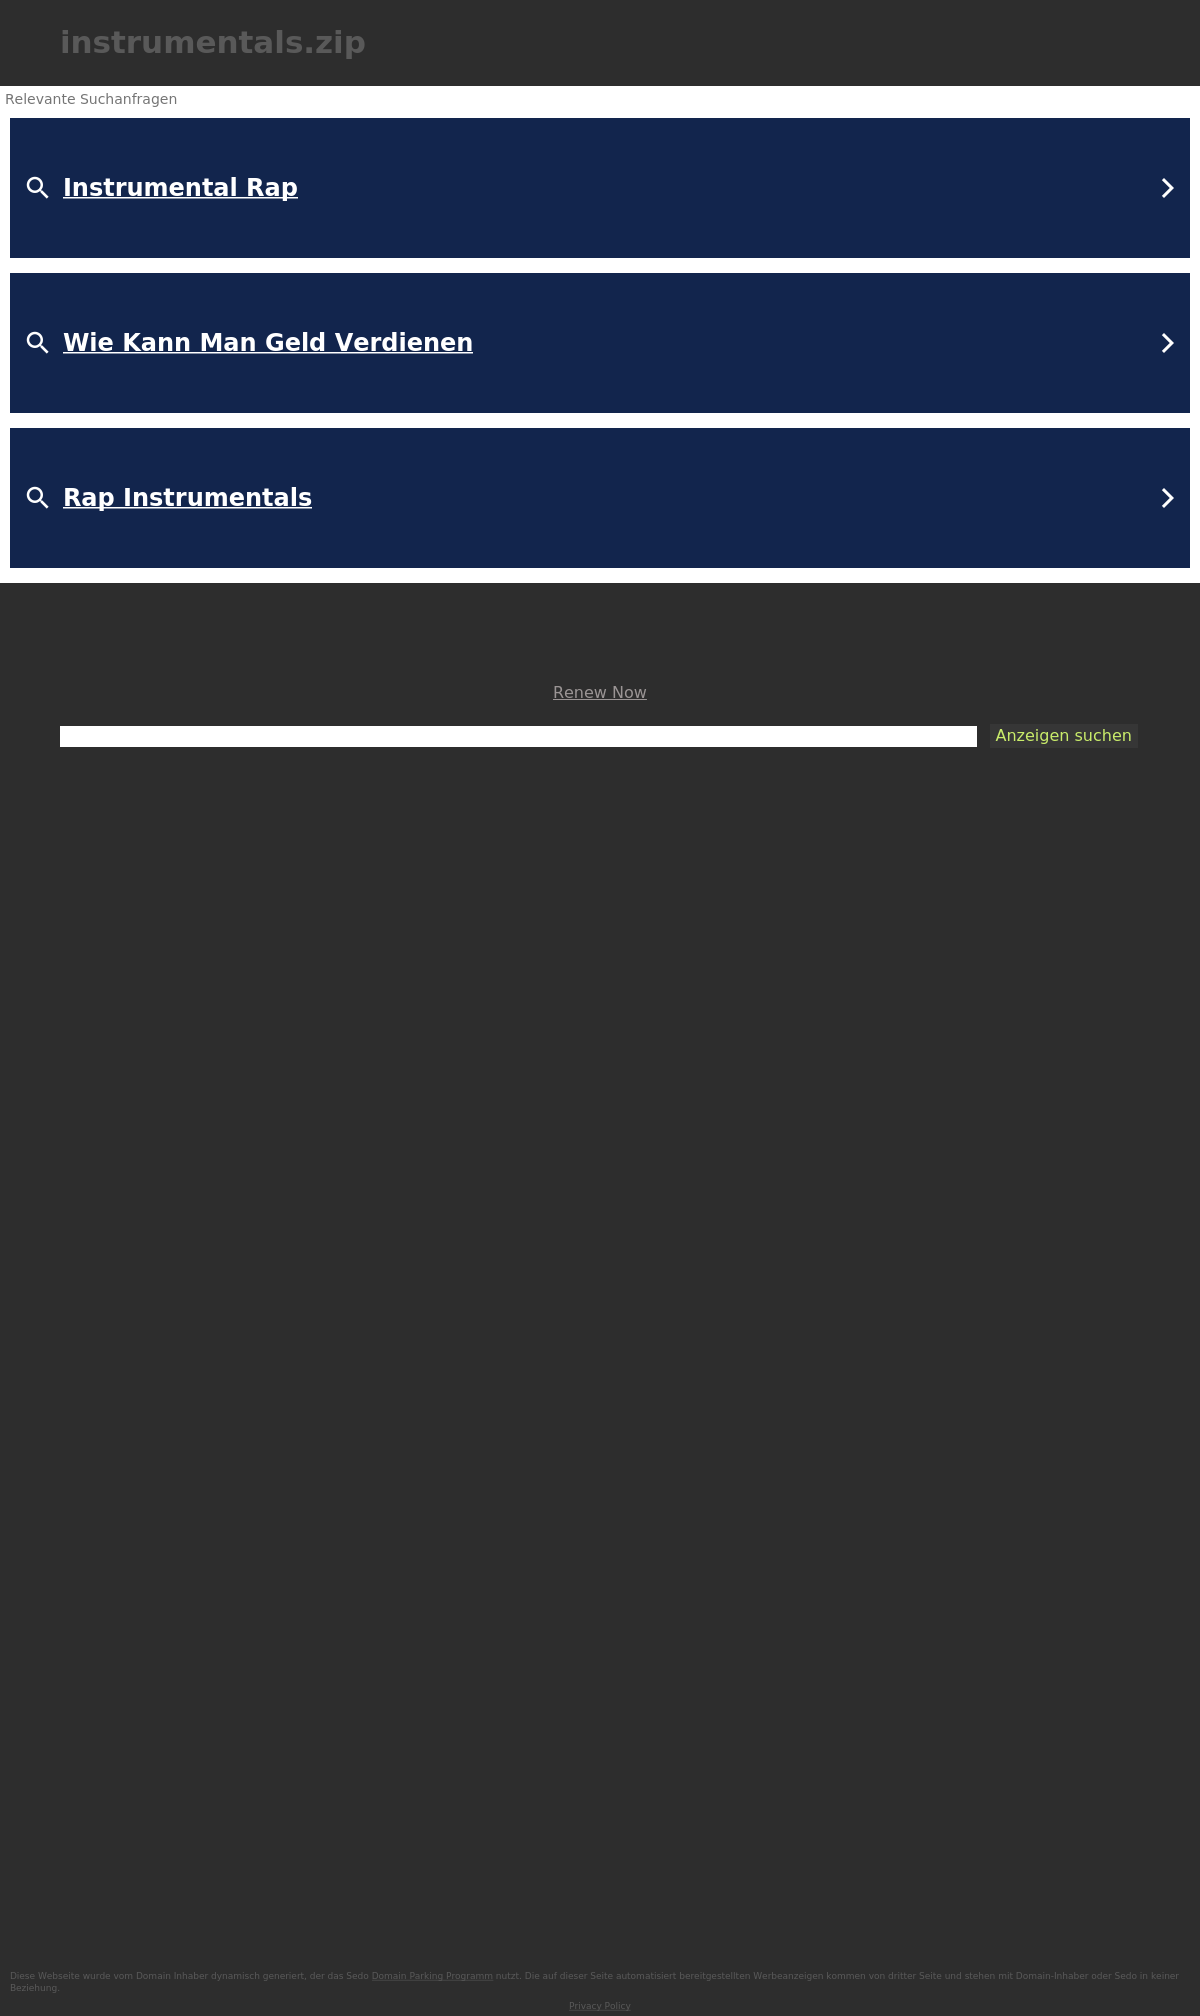 instrumentals.zip
Relevante Suchanfragen
Instrumental Rap
Wie Kann Man Geld Verdienen
Rap Instrumentals
Renew Now
Anzeigen suchen
Diese Webseite wurde vom Domain Inhaber dynamisch generiert, der das Sedo Domain Parking Programm nutzt. Die auf dieser Seite automatisiert bereitgestellten Werbeanzeigen kommen von dritter Seite und stehen mit Domain-Inhaber oder Sedo in keiner
Beziehung.
Privacy Policy